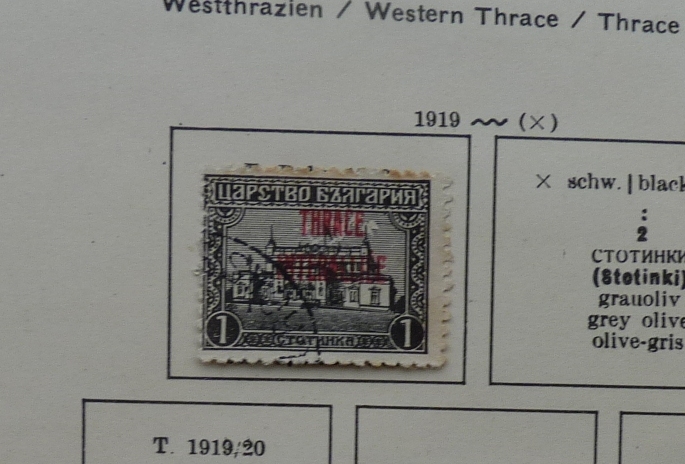 Westthrazien / Western Thrace / Thrace
1919 〜 (×)
ЦАРСТВО БЪЛГАРИЯ
THRACE
INTERALLIEE
1 СТОТИНКА 1
× schw. | black
:
2
СТОТИНКИ
(Stotinki)
grauoliv
grey olive
olive-gris
T. 1919/20